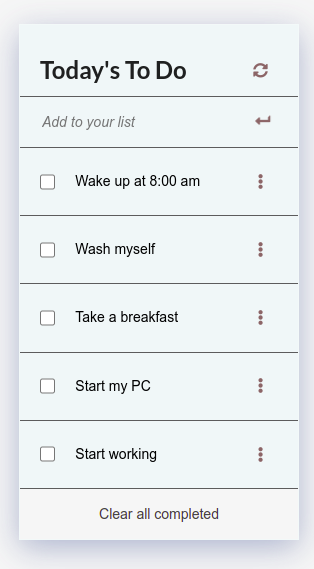 Today's To Do
Add to your list
Wake up at 8:00 am
Wash myself
Take a breakfast
Start my PC
Start working
Clear all completed